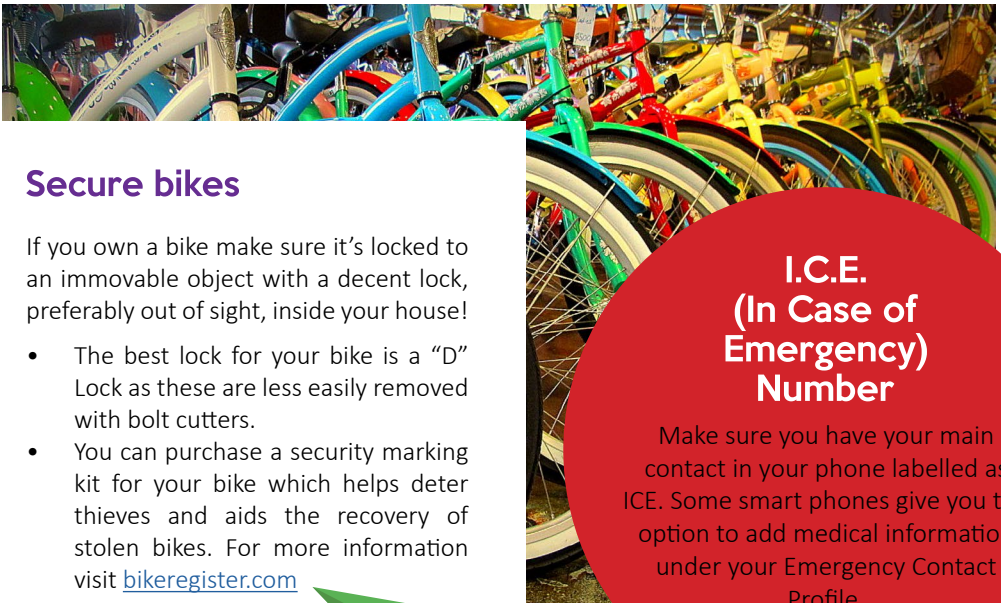 Secure bikes
If you own a bike make sure it’s locked to
an immovable object with a decent lock,
preferably out of sight, inside your house!
• The best lock for your bike is a “D”
Lock as these are less easily removed
with bolt cutters.
• You can purchase a security marking
kit for your bike which helps deter
thieves and aids the recovery of
stolen bikes. For more information
visit bikeregister.com
I.C.E.
(In Case of
Emergency)
Number
Make sure you have your main
contact in your phone labelled as
ICE. Some smart phones give you
option to add medical
under your Emergency Contact
Profile